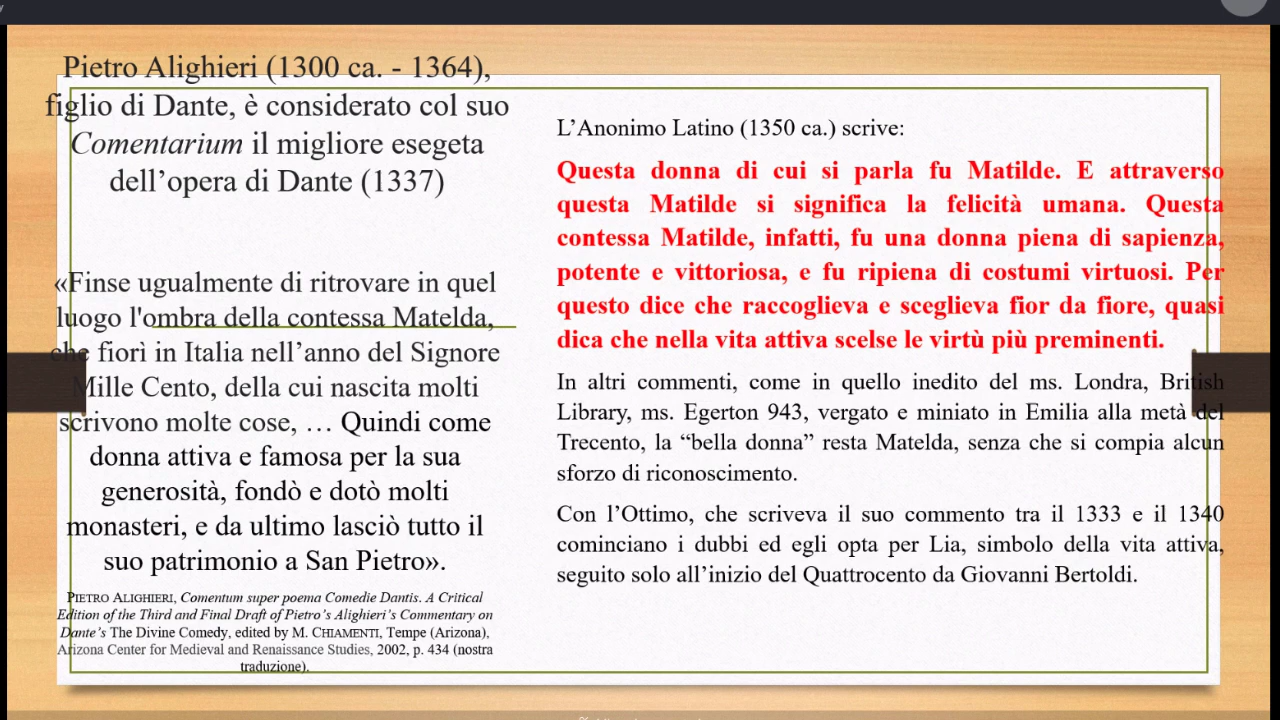 Pietro Alighieri (1300 ca. - 1364),
figlio di Dante, è considerato col suo
Comentarium il migliore esegeta
dell’opera di Dante (1337)
«Finse ugualmente di ritrovare in quel
luogo l'ombra della contessa Matelda,
che fiorì in Italia nell’anno del Signore
Mille Cento, della cui nascita molti
scrivono molte cose, … Quindi come
donna attiva e famosa per la sua
generosità, fondò e dotò molti
monasteri, e da ultimo lasciò tutto il
suo patrimonio a San Pietro».
PIETRO ALIGHIERI, Comentum super poema Comedie Dantis. A Critical
Edition of the Third and Final Draft of Pietro’s Alighieri’s Commentary on
Dante’s The Divine Comedy, edited by M. CHIAMENTI, Tempe (Arizona),
Arizona Center for Medieval and Renaissance Studies, 2002, p. 434 (nostra
traduzione).
L’Anonimo Latino (1350 ca.) scrive:
Questa donna di cui si parla fu Matilde. E attraverso
questa Matilde si significa la felicità umana. Questa
contessa Matilde, infatti, fu una donna piena di sapienza,
potente e vittoriosa, e fu ripiena di costumi virtuosi. Per
questo dice che raccoglieva e sceglieva fior da fiore, quasi
dica che nella vita attiva scelse le virtù più preminenti.
In altri commenti, come in quello inedito del ms. Londra, British
Library, ms. Egerton 943, vergato e miniato in Emilia alla metà del
Trecento, la “bella donna” resta Matelda, senza che si compia alcun
sforzo di riconoscimento.
Con l’Ottimo, che scriveva il suo commento tra il 1333 e il 1340
cominciano i dubbi ed egli opta per Lia, simbolo della vita attiva,
seguito solo all’inizio del Quattrocento da Giovanni Bertoldi.